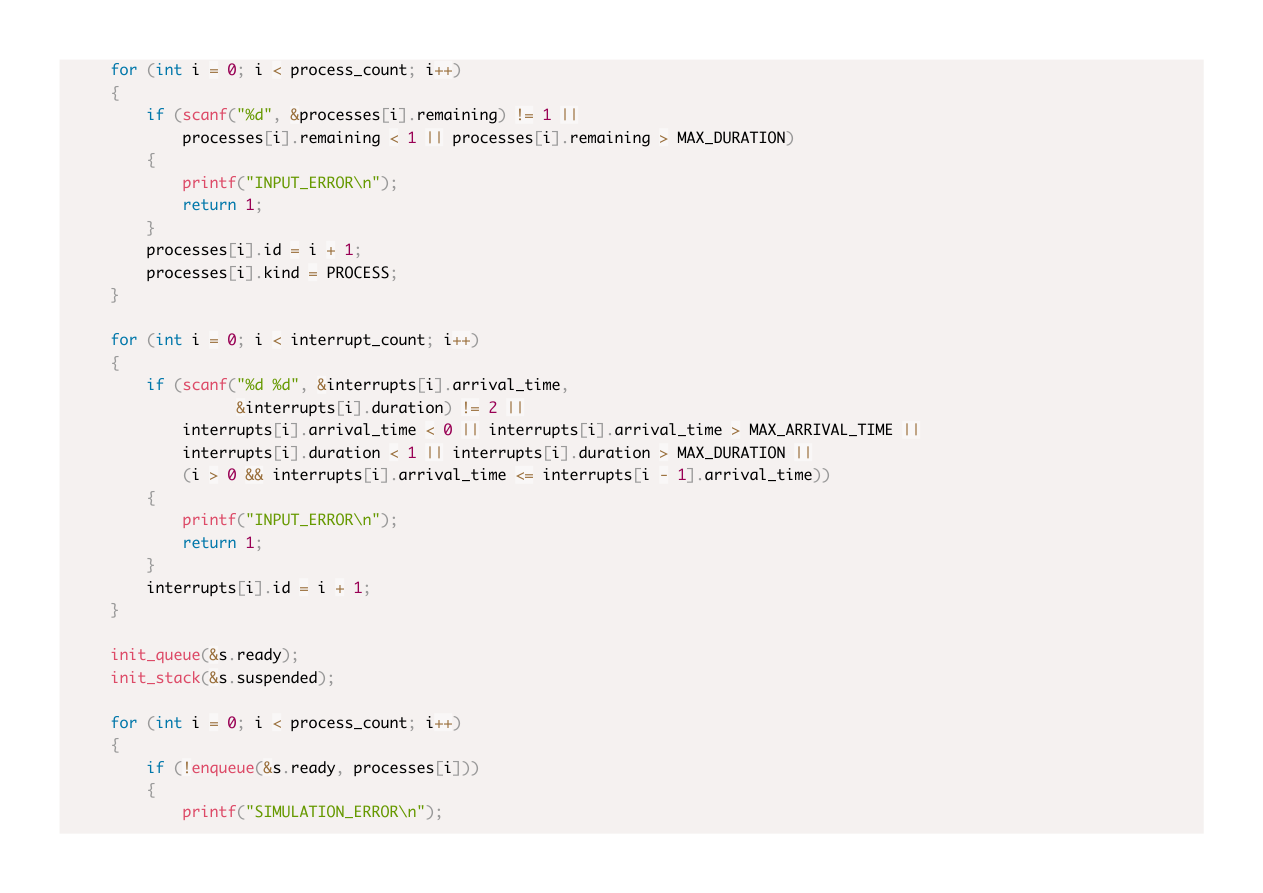 for (int i = 0; i < process_count; i++)
{
    if (scanf("%d", &processes[i].remaining) != 1 ||
        processes[i].remaining < 1 || processes[i].remaining > MAX_DURATION)
    {
        printf("INPUT_ERROR\n");
        return 1;
    }
    processes[i].id = i + 1;
    processes[i].kind = PROCESS;
}

for (int i = 0; i < interrupt_count; i++)
{
    if (scanf("%d %d", &interrupts[i].arrival_time,
              &interrupts[i].duration) != 2 ||
        interrupts[i].arrival_time < 0 || interrupts[i].arrival_time > MAX_ARRIVAL_TIME ||
        interrupts[i].duration < 1 || interrupts[i].duration > MAX_DURATION ||
        (i > 0 && interrupts[i].arrival_time <= interrupts[i - 1].arrival_time))
    {
        printf("INPUT_ERROR\n");
        return 1;
    }
    interrupts[i].id = i + 1;
}

init_queue(&s.ready);
init_stack(&s.suspended);

for (int i = 0; i < process_count; i++)
{
    if (!enqueue(&s.ready, processes[i]))
    {
        printf("SIMULATION_ERROR\n");